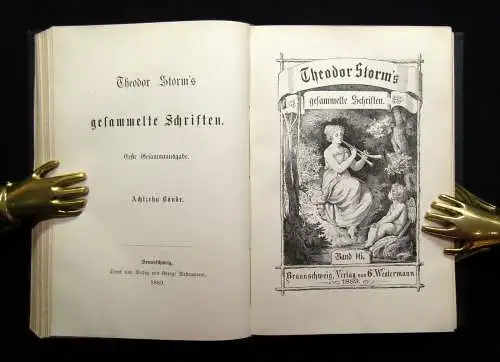 Theodor Storm's
gesammelte Schriften.
Erste Gesammtausgabe.
Achtzehn Bände.
Braunschweig,
Druck und Verlag von George Westermann.
1889.
Theodor Storm's
gesammelte Schriften.
Band 16.
Braunschweig, Verlag von G. Westermann
1889.